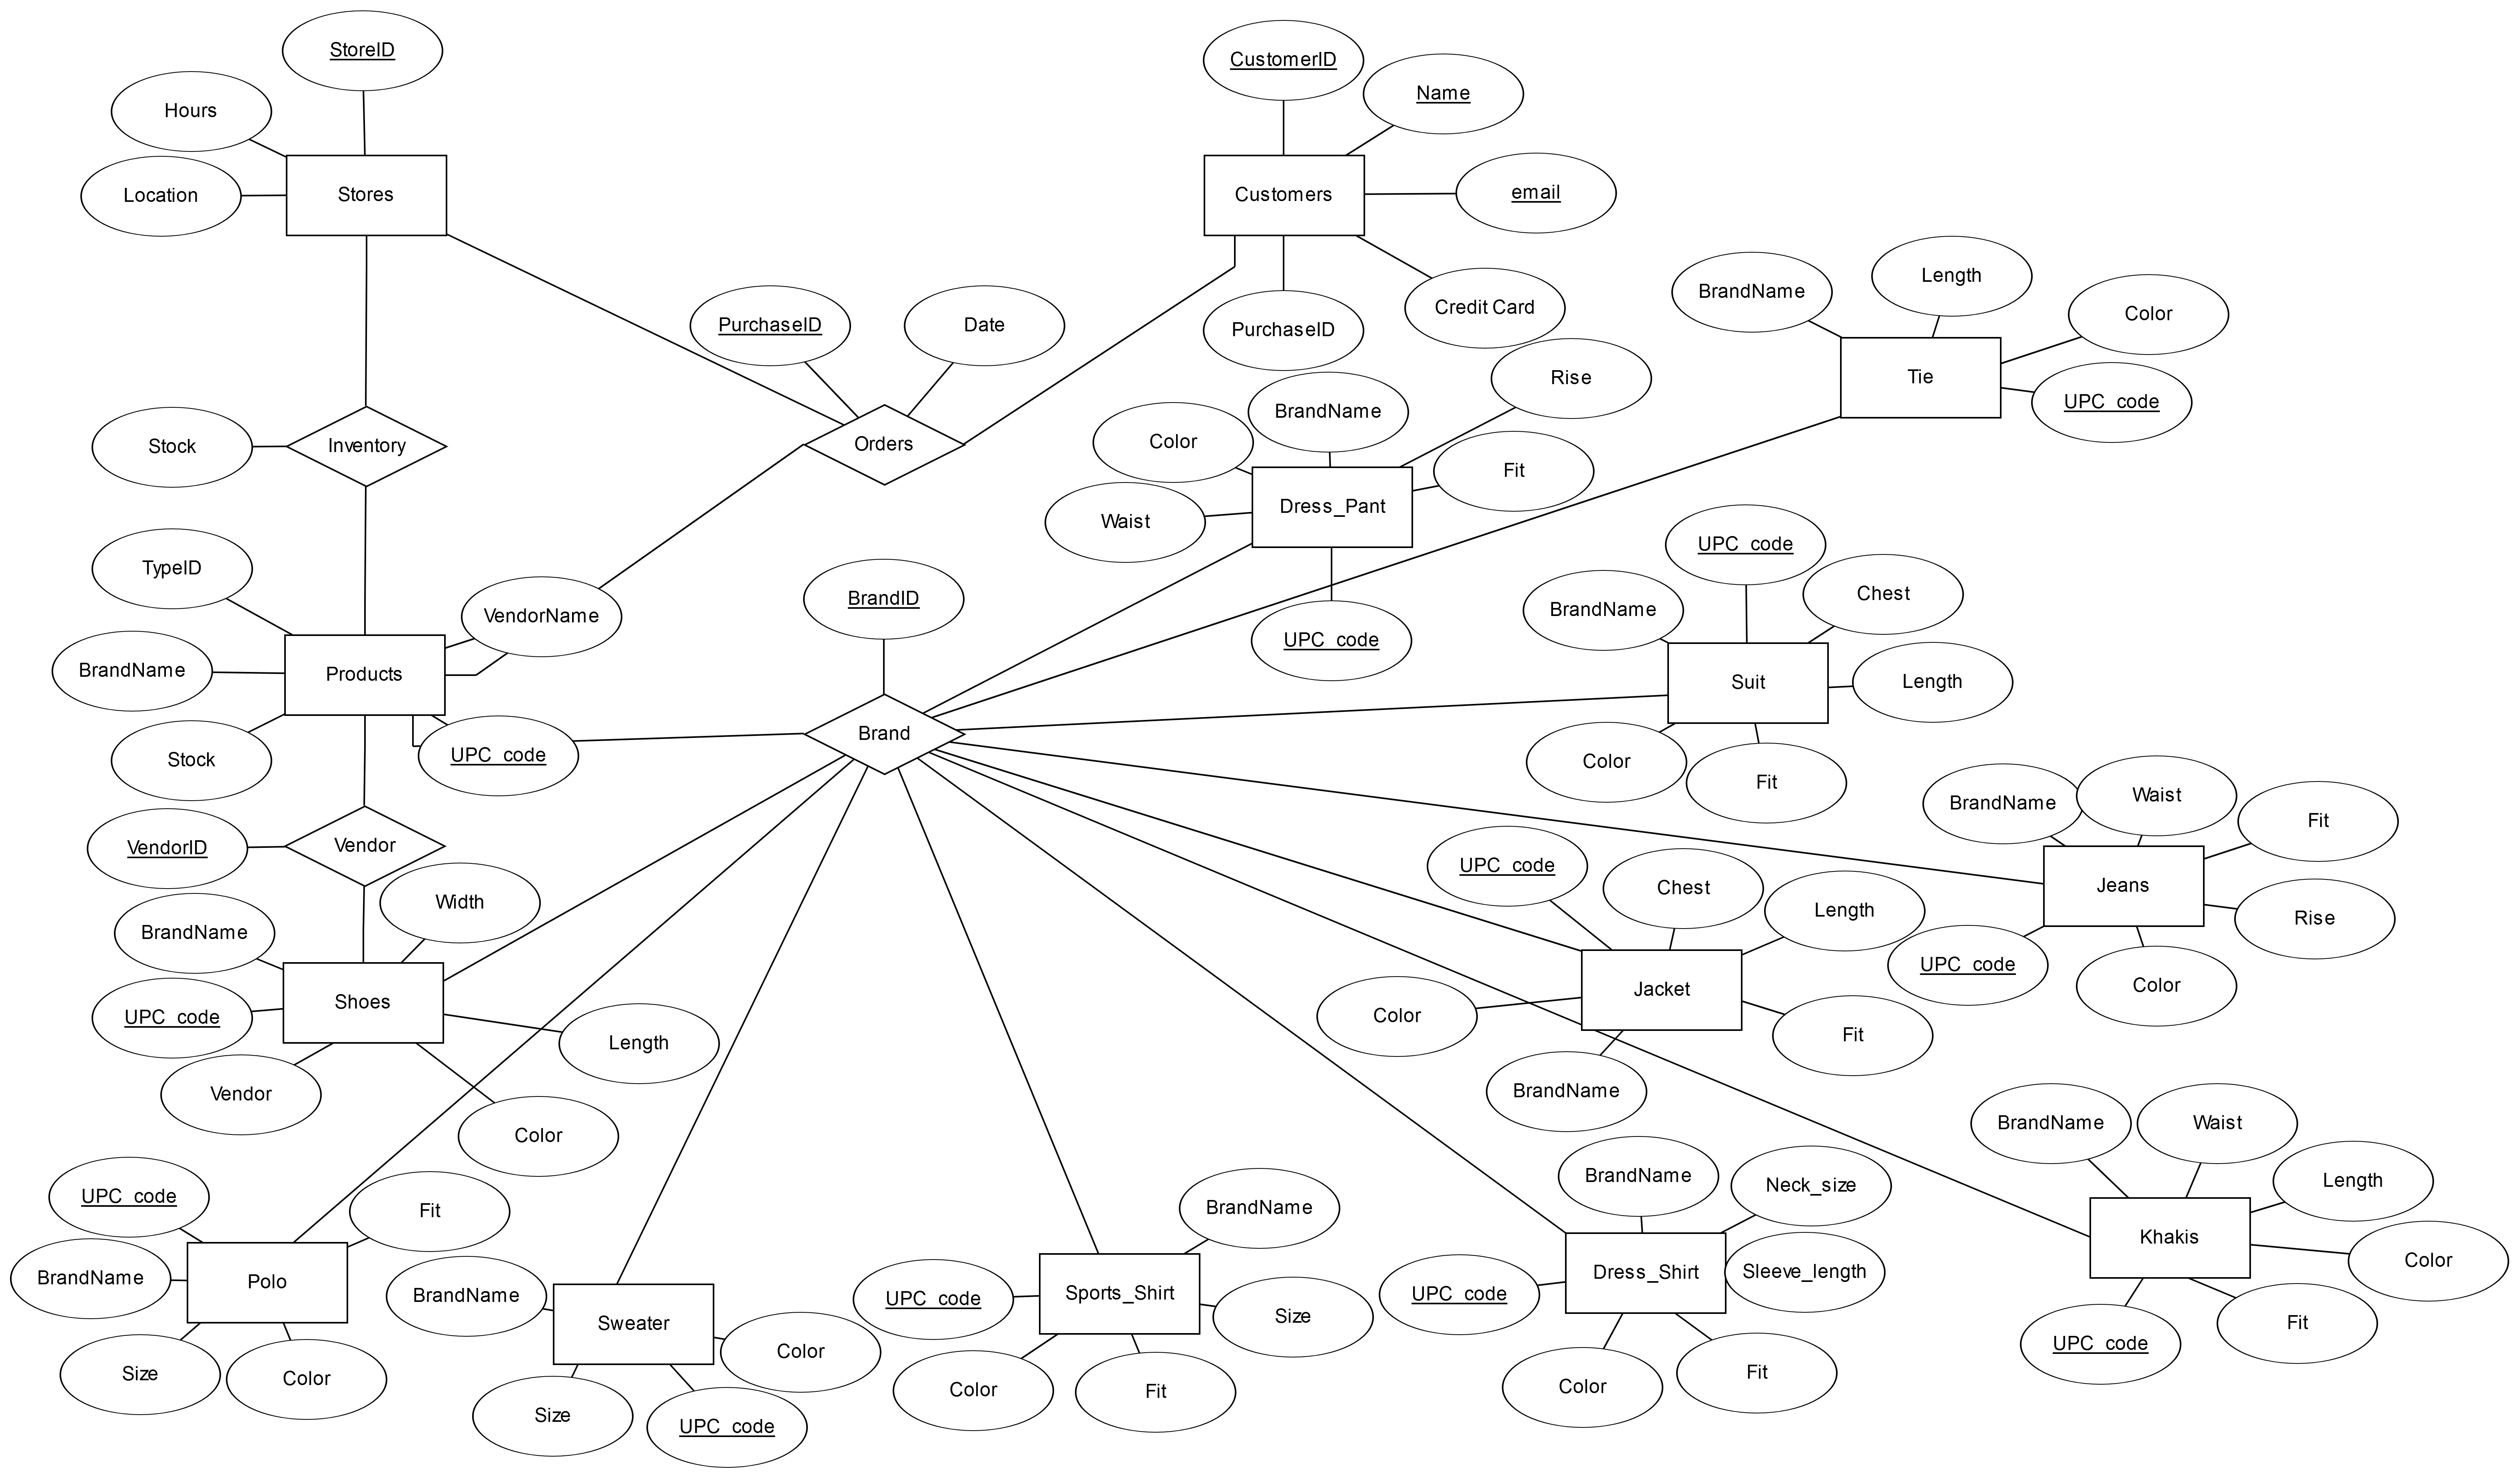 StoreID
Hours
Location
Stores
CustomerID
Name
email
Customers
Credit Card
PurchaseID
PurchaseID
Date
Orders
Stock
Inventory
BrandName
Length
Color
Tie
UPC_code
Rise
BrandName
Color
Fit
Waist
Dress_Pant
UPC_code
TypeID
VendorName
BrandName
Products
Stock
UPC_code
BrandID
Brand
UPC_code
Chest
BrandName
Suit
Length
Color
Fit
VendorID
Vendor
Width
BrandName
UPC_code
Shoes
Length
Vendor
Color
BrandName
Waist
Fit
Jeans
Rise
UPC_code
Color
UPC_code
Chest
Length
Jacket
Color
Fit
BrandName
UPC_code
Fit
BrandName
Polo
Size
Color
BrandName
Sweater
Color
Size
UPC_code
BrandName
UPC_code
Sports_Shirt
Size
Color
Fit
BrandName
Neck_size
UPC_code
Dress_Shirt
Sleeve_length
Color
Fit
BrandName
Waist
Length
Khakis
Color
UPC_code
Fit